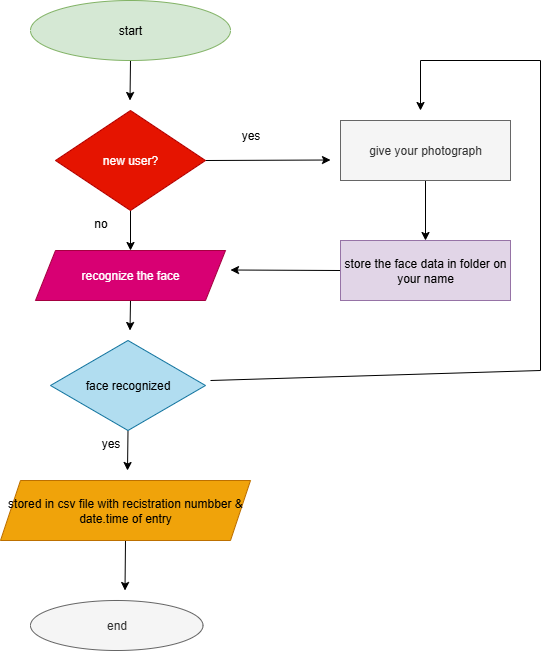 start
yes
new user?
give your photograph
no
recognize the face
store the face data in folder on
your name
face recognized
yes
stored in csv file with recistration numbber &
date.time of entry
end